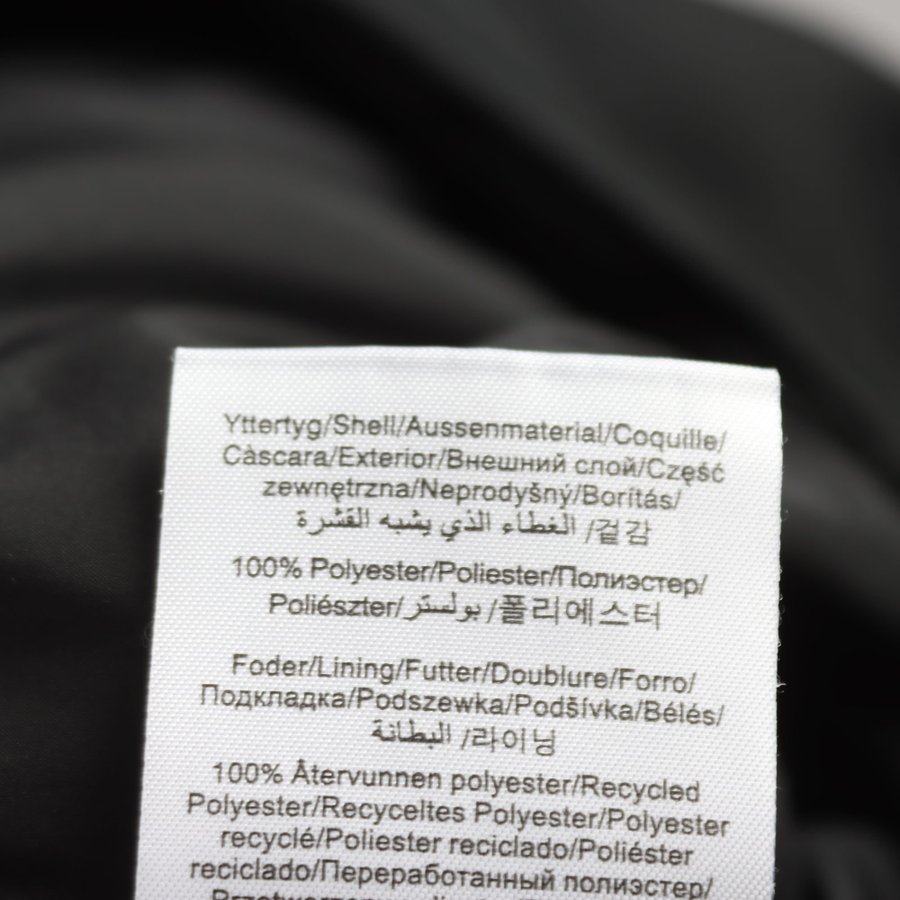 Yttertyg/Shell/Aussenmaterial/Coquille/
Càscara/Exterior/Внешний слой/Część
zewnętrzna/Neprodyšný/Borítás/
الغطاء الذي يشبه القشرة /겉감
100% Polyester/Poliester/Полиэстер/
Poliészter/بولستر /폴리에스터
Foder/Lining/Futter/Doublure/Forro/
Подкладка/Podszewka/Podšívka/Bélés/
البطانة /라이닝
100% Återvunnen polyester/Recycled
Polyester/Recyceltes Polyester/Polyester
recyclé/Poliester reciclado/Poliéster
reciclado/Переработанный полиэстер/